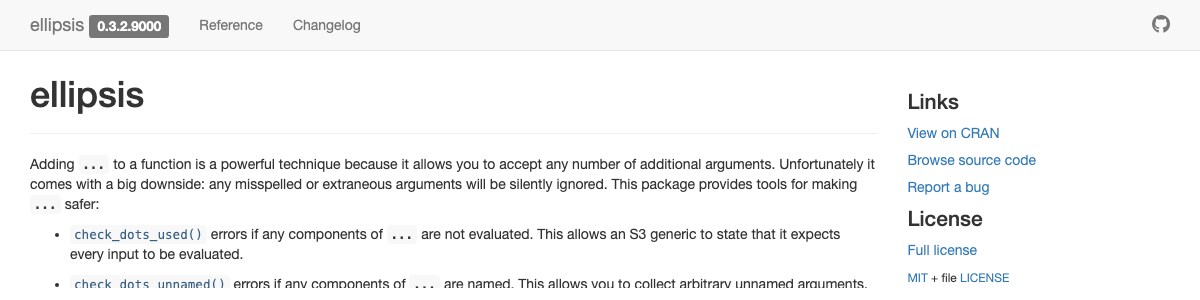 ellipsis 0.3.2.9000 Reference Changelog
ellipsis
Adding ... to a function is a powerful technique because it allows you to accept any number of additional arguments. Unfortunately it
comes with a big downside: any misspelled or extraneous arguments will be silently ignored. This package provides tools for making
... safer:
• check_dots_used() errors if any components of ... are not evaluated. This allows an S3 generic to state that it expects
every input to be evaluated.
• check_dots_unnamed() errors if any components of ... are named. This allows you to collect arbitrary unnamed arguments,
Links
View on CRAN
Browse source code
Report a bug
License
Full license
MIT + file LICENSE